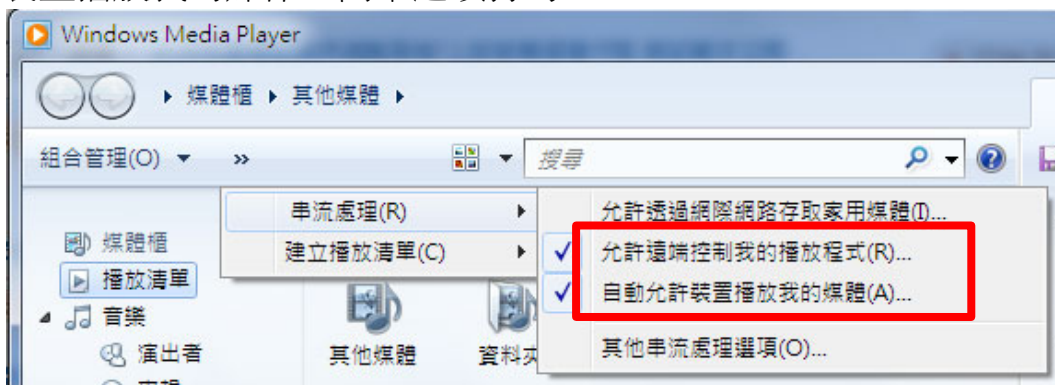 Windows Media Player
媒體櫃 其他媒體
組合管理(O) » 搜尋
串流處理(R)
建立播放清單(C)
允許透過網際網路存取家用媒體(I)...
允許遠端控制我的播放程式(R)...
自動允許裝置播放我的媒體(A)...
其他串流處理選項(O)...
媒體櫃
播放清單
音樂
演出者
其他媒體